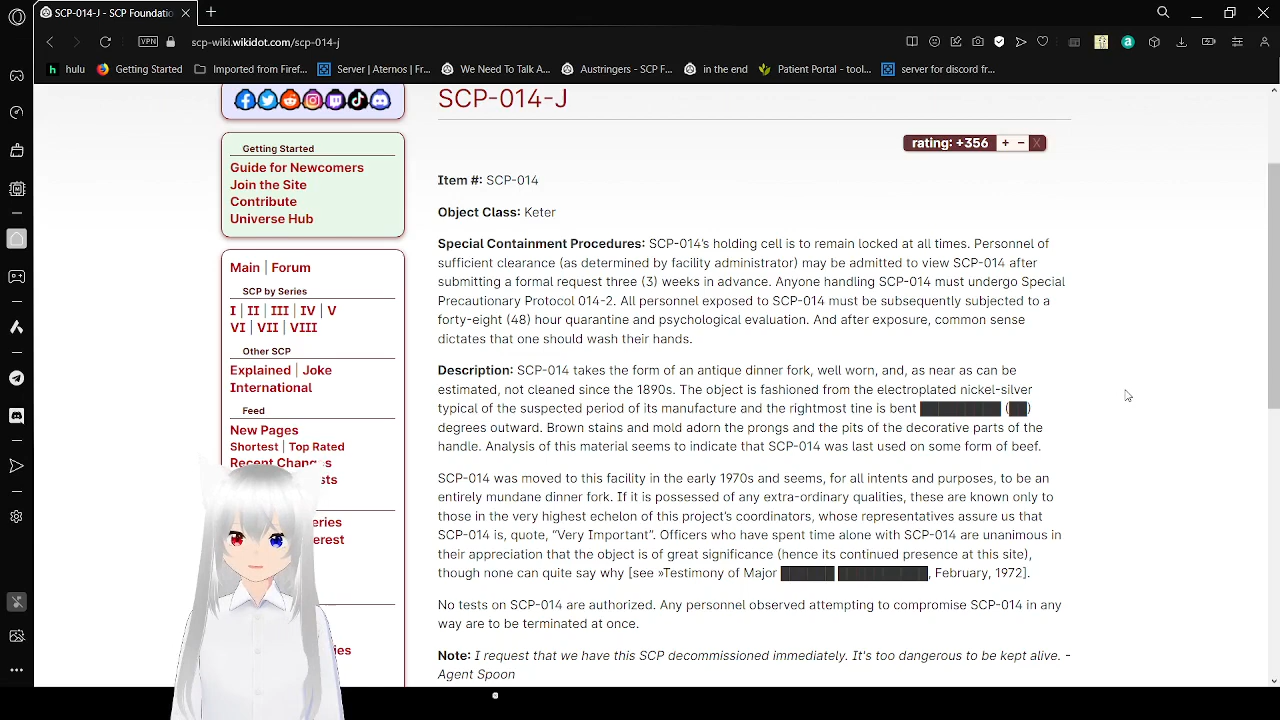 SCP-014-J - SCP Foundatio
scp-wiki.wikidot.com/scp-014-j
VPN
hulu
Getting Started
Imported from Firef...
Server | Aternos | Fr...
We Need To Talk A...
Austringers - SCP F...
in the end
Patient Portal - tool...
server for discord fr...
Getting Started
Guide for Newcomers
Join the Site
Contribute
Universe Hub
Main | Forum
SCP by Series
I | II | III | IV | V
VI | VII | VIII
Other SCP
Explained | Joke
International
Feed
New Pages
Shortest | Top Rated
Recent Changes
SCP-014-J
rating: +356 + − X
Item #: SCP-014
Object Class: Keter
Special Containment Procedures: SCP-014's holding cell is to remain locked at all times. Personnel of
sufficient clearance (as determined by facility administrator) may be admitted to view SCP-014 after
submitting a formal request three (3) weeks in advance. Anyone handling SCP-014 must undergo Special
Precautionary Protocol 014-2. All personnel exposed to SCP-014 must be subsequently subjected to a
forty-eight (48) hour quarantine and psychological evaluation. And after exposure, common sense
dictates that one should wash their hands.
Description: SCP-014 takes the form of an antique dinner fork, well worn, and, as near as can be
estimated, not cleaned since the 1890s. The object is fashioned from the electroplated nickel-silver
typical of the suspected period of its manufacture and the rightmost tine is bent ██████████ (██)
degrees outward. Brown stains and mold adorn the prongs and the pits of the decorative parts of the
handle. Analysis of this material seems to indicate that SCP-014 was last used on some form of beef.
SCP-014 was moved to this facility in the early 1970s and seems, for all intents and purposes, to be an
entirely mundane dinner fork. If it is possessed of any extra-ordinary qualities, these are known only to
those in the very highest echelon of this project's coordinators, whose representatives assure us that
SCP-014 is, quote, “Very Important”. Officers who have spent time alone with SCP-014 are unanimous in
their appreciation that the object is of great significance (hence its continued presence at this site),
though none can quite say why [see »Testimony of Major ██████ ██████████, February, 1972].
No tests on SCP-014 are authorized. Any personnel observed attempting to compromise SCP-014 in any
way are to be terminated at once.
Note: I request that we have this SCP decommissioned immediately. It's too dangerous to be kept alive. -
Agent Spoon